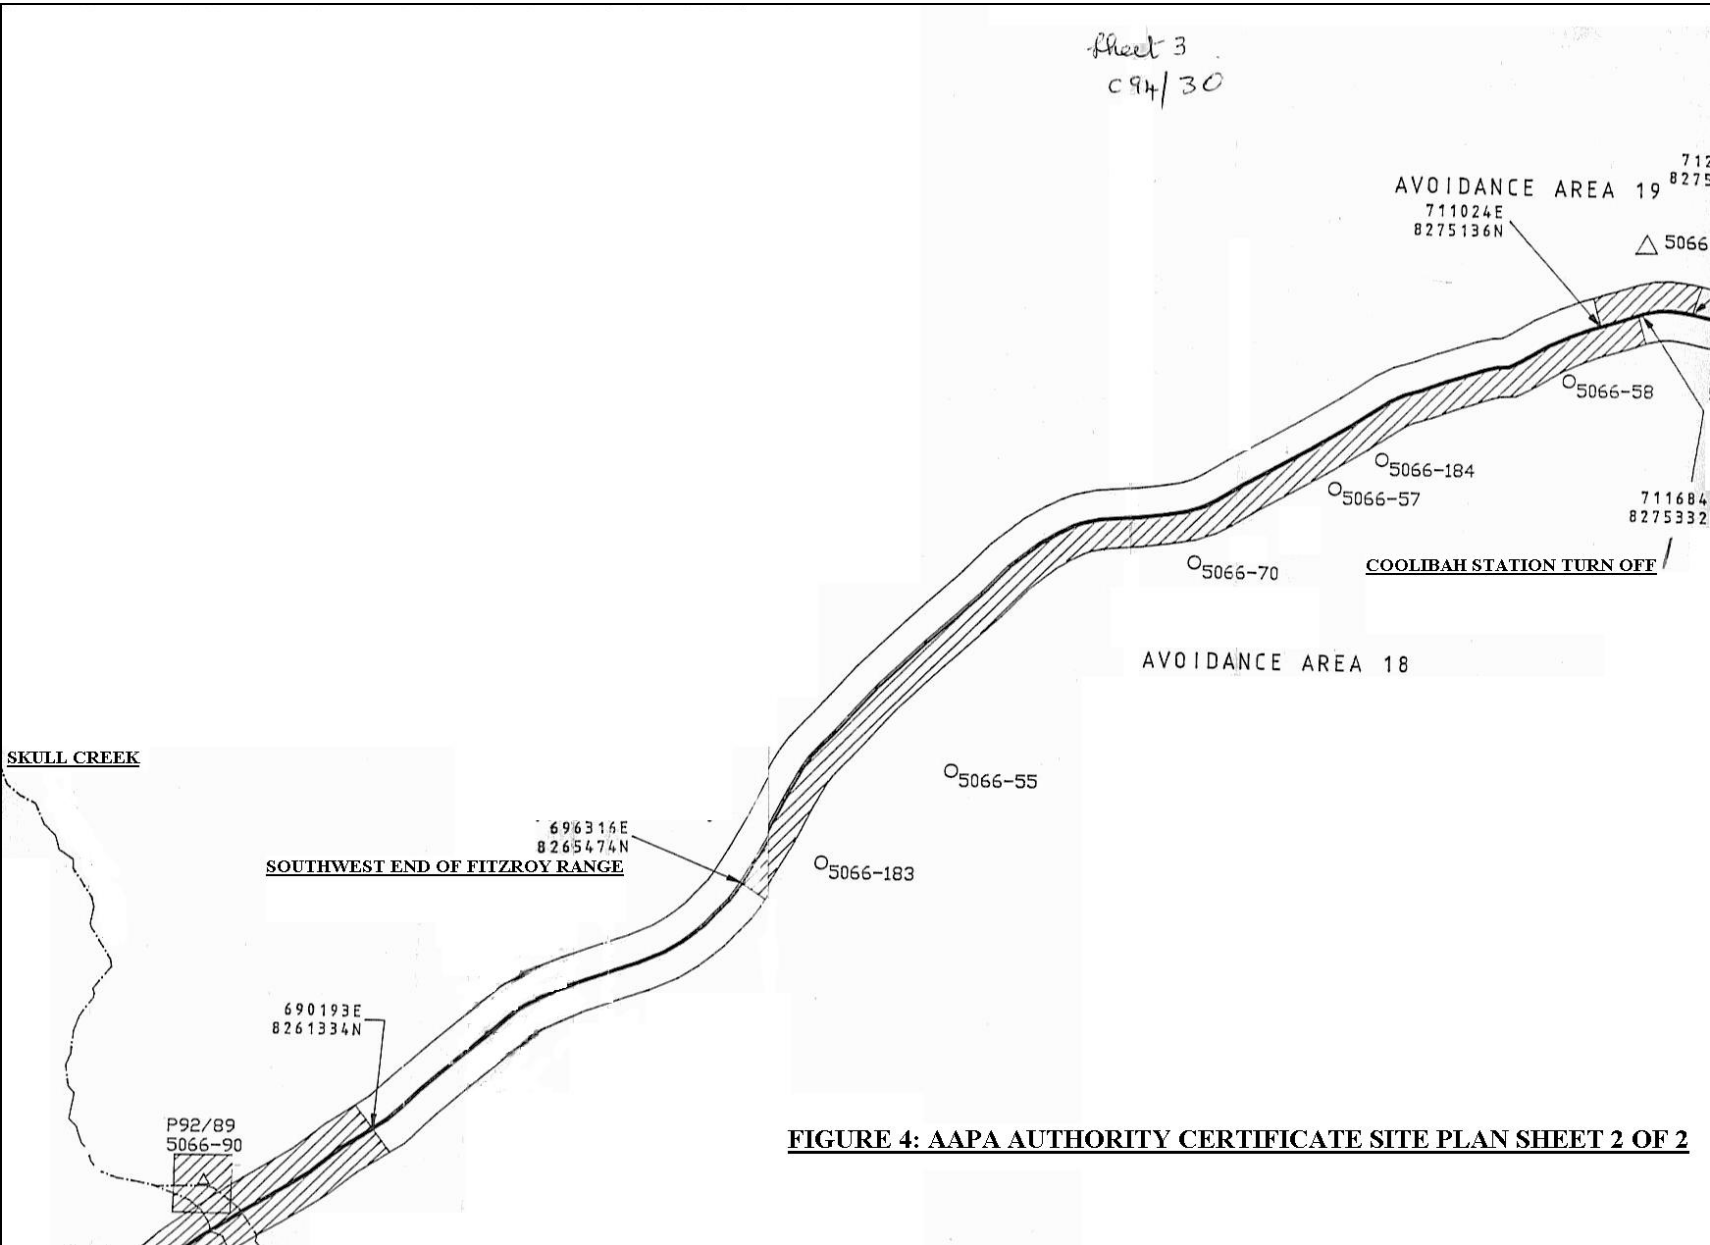 Sheet 3
C94/30
712
8275
AVOIDANCE AREA 19
711024E
8275136N
5066
5066-58
5066-184
5066-57
711684
8275332
5066-70
COOLIBAH STATION TURN OFF
AVOIDANCE AREA 18
SKULL CREEK
5066-55
696316E
8265474N
SOUTHWEST END OF FITZROY RANGE
5066-183
690193E
8261334N
P92/89
5066-90
FIGURE 4: AAPA AUTHORITY CERTIFICATE SITE PLAN SHEET 2 OF 2